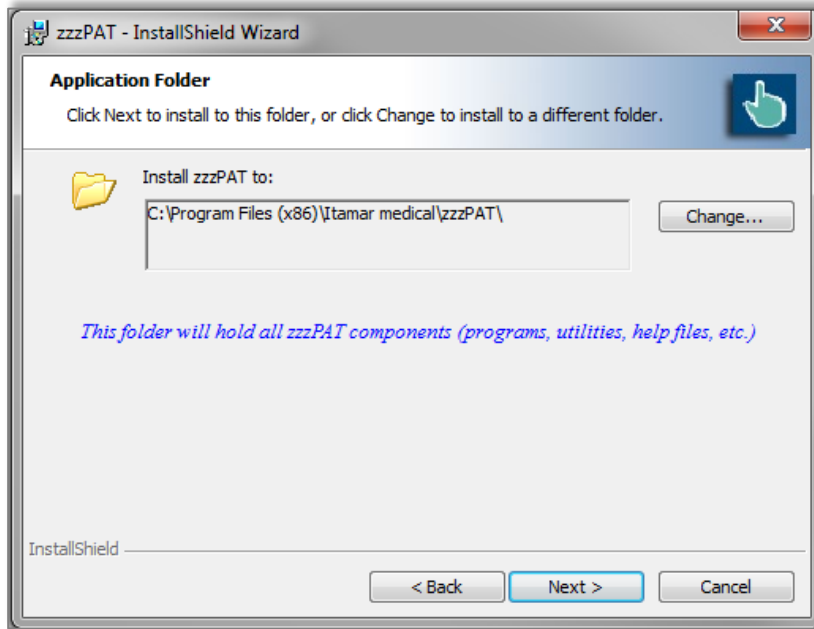 zzzPAT - InstallShield Wizard
Application Folder
Click Next to install to this folder, or click Change to install to a different folder.
Install zzzPAT to:
C:\Program Files (x86)\Itamar medical\zzzPAT\
Change...
This folder will hold all zzzPAT components (programs, utilities, help files, etc.)
InstallShield
< Back
Next >
Cancel